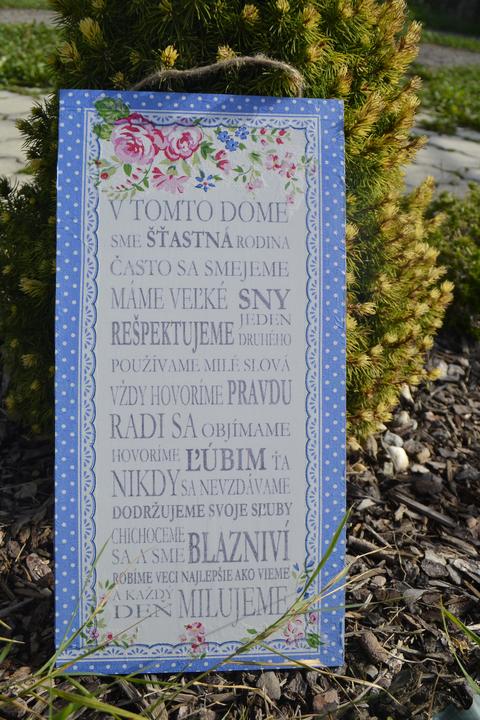 V TOMTO DOME
SME ŠŤASTNÁ RODINA
ČASTO SA SMEJEME
MÁME VEĽKÉ SNY
REŠPEKTUJEME JEDEN DRUHÉHO
POUŽÍVAME MILÉ SLOVÁ
VŽDY HOVORÍME PRAVDU
RADI SA OBJÍMAME
HOVORÍME ĽÚBIM ŤA
NIKDY SA NEVZDÁVAME
DODRŽUJEME SVOJE SĽUBY
CHICHOCEME
SA A SME BLAZNIVÍ
ROBIME VECI NAJLEPŠIE AKO VIEME
A KAŽDÝ
DEŇ MILUJEME